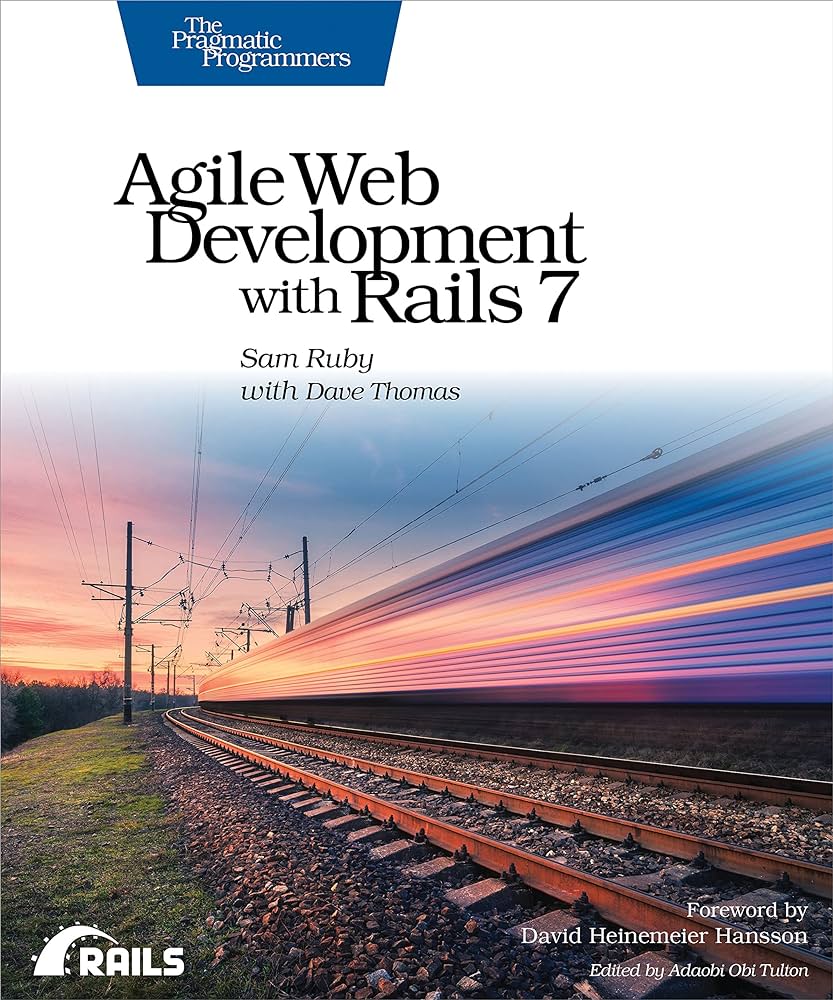 The
Pragmatic
Programmers
Agile Web
Development
with Rails 7
Sam Ruby
with Dave Thomas
Foreword by
David Heinemeier Hansson
Edited by Adaobi Obi Tulton
RAILS